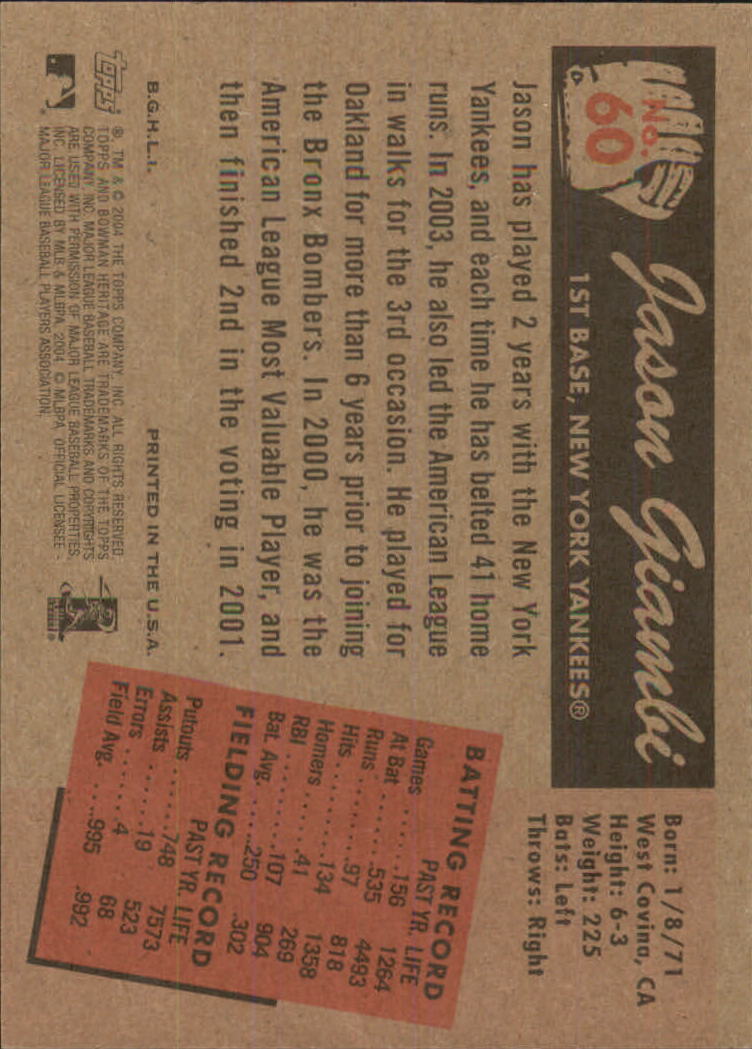 No.
60
Jason Giambi
1ST BASE, NEW YORK YANKEES®
Born: 1/8/71
West Covina, CA
Height: 6-3
Weight: 225
Bats: Left
Throws: Right
Jason has played 2 years with the New York
Yankees, and each time he has belted 41 home
runs. In 2003, he also led the American League
in walks for the 3rd occasion. He played for
Oakland for more than 6 years prior to joining
the Bronx Bombers. In 2000, he was the
American League Most Valuable Player, and
then finished 2nd in the voting in 2001.
BATTING RECORD
PAST YR. LIFE
Games ......156 1264
At Bat .......535 4493
Runs .........97 818
Hits .........134 1358
Homers .......41 269
RBI .........107 904
Bat. Avg. ....250 .302
FIELDING RECORD
PAST YR. LIFE
Putouts .....748 7573
Assists ......19 523
Errors ........4 68
Field Avg. ...995 .992
B.G.H.L.I. PRINTED IN THE U.S.A.
TOPPS
® TM & © 2004 THE TOPPS COMPANY, INC. ALL RIGHTS RESERVED.
TOPPS AND BOWMAN HERITAGE ARE TRADEMARKS OF THE TOPPS
COMPANY, INC. MAJOR LEAGUE BASEBALL TRADEMARKS AND COPYRIGHTS
ARE USED WITH PERMISSION OF MAJOR LEAGUE BASEBALL PROPERTIES,
INC. LICENSED BY MLB & MLBPA 2004. © MLBPA OFFICIAL LICENSEE -
MAJOR LEAGUE BASEBALL PLAYERS ASSOCIATION.